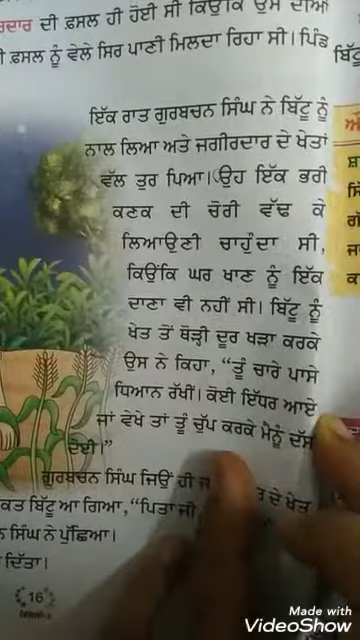 ਦੀ ਫ਼ਸਲ ਹੀ ਹੋਈ ਸੀ ਕਿਉਂਕਿ ਉਸ ਦੀਆਂ
ਫ਼ਸਲ ਨੂੰ ਵੇਲੇ ਸਿਰ ਪਾਣੀ ਮਿਲਦਾ ਰਿਹਾ ਸੀ। ਪਿੰਡ
ਇੱਕ ਰਾਤ ਗੁਰਬਚਨ ਸਿੰਘ ਨੇ ਬਿੱਟੂ ਨੂੰ
ਨਾਲ ਲਿਆ ਅਤੇ ਜਗੀਰਦਾਰ ਦੇ ਖੇਤਾਂ
ਵੱਲ ਤੁਰ ਪਿਆ। ਉਹ ਇੱਕ ਭਰੀ
ਕਣਕ ਦੀ ਚੋਰੀ ਵੱਢ ਕੇ
ਲਿਆਉਣੀ ਚਾਹੁੰਦਾ ਸੀ,
ਕਿਉਂਕਿ ਘਰ ਖਾਣ ਨੂੰ ਇੱਕ
ਦਾਣਾ ਵੀ ਨਹੀਂ ਸੀ। ਬਿੱਟੂ ਨੂੰ
ਖੇਤ ਤੋਂ ਥੋੜ੍ਹੀ ਦੂਰ ਖੜਾ ਕਰਕੇ
ਉਸ ਨੇ ਕਿਹਾ, “ਤੂੰ ਚਾਰੇ ਪਾਸੇ
ਧਿਆਨ ਰੱਖੀਂ। ਕੋਈ ਇੱਧਰ ਆਏ
ਜਾਂ ਵੇਖੇ ਤਾਂ ਤੂੰ ਚੁੱਪ ਕਰਕੇ ਮੈਨੂੰ ਦੱਸ
ਦੇਈਂ।”
ਗੁਰਬਚਨ ਸਿੰਘ ਜਿਉਂ ਹੀ ਦੇ ਖੇਤ
ਬਿੱਟੂ ਆ ਗਿਆ, “ਪਿਤਾ ਜੀ,
ਸਿੰਘ ਨੇ ਪੁੱਛਿਆ।
ਦਿੱਤਾ।
16
Made with
VideoShow